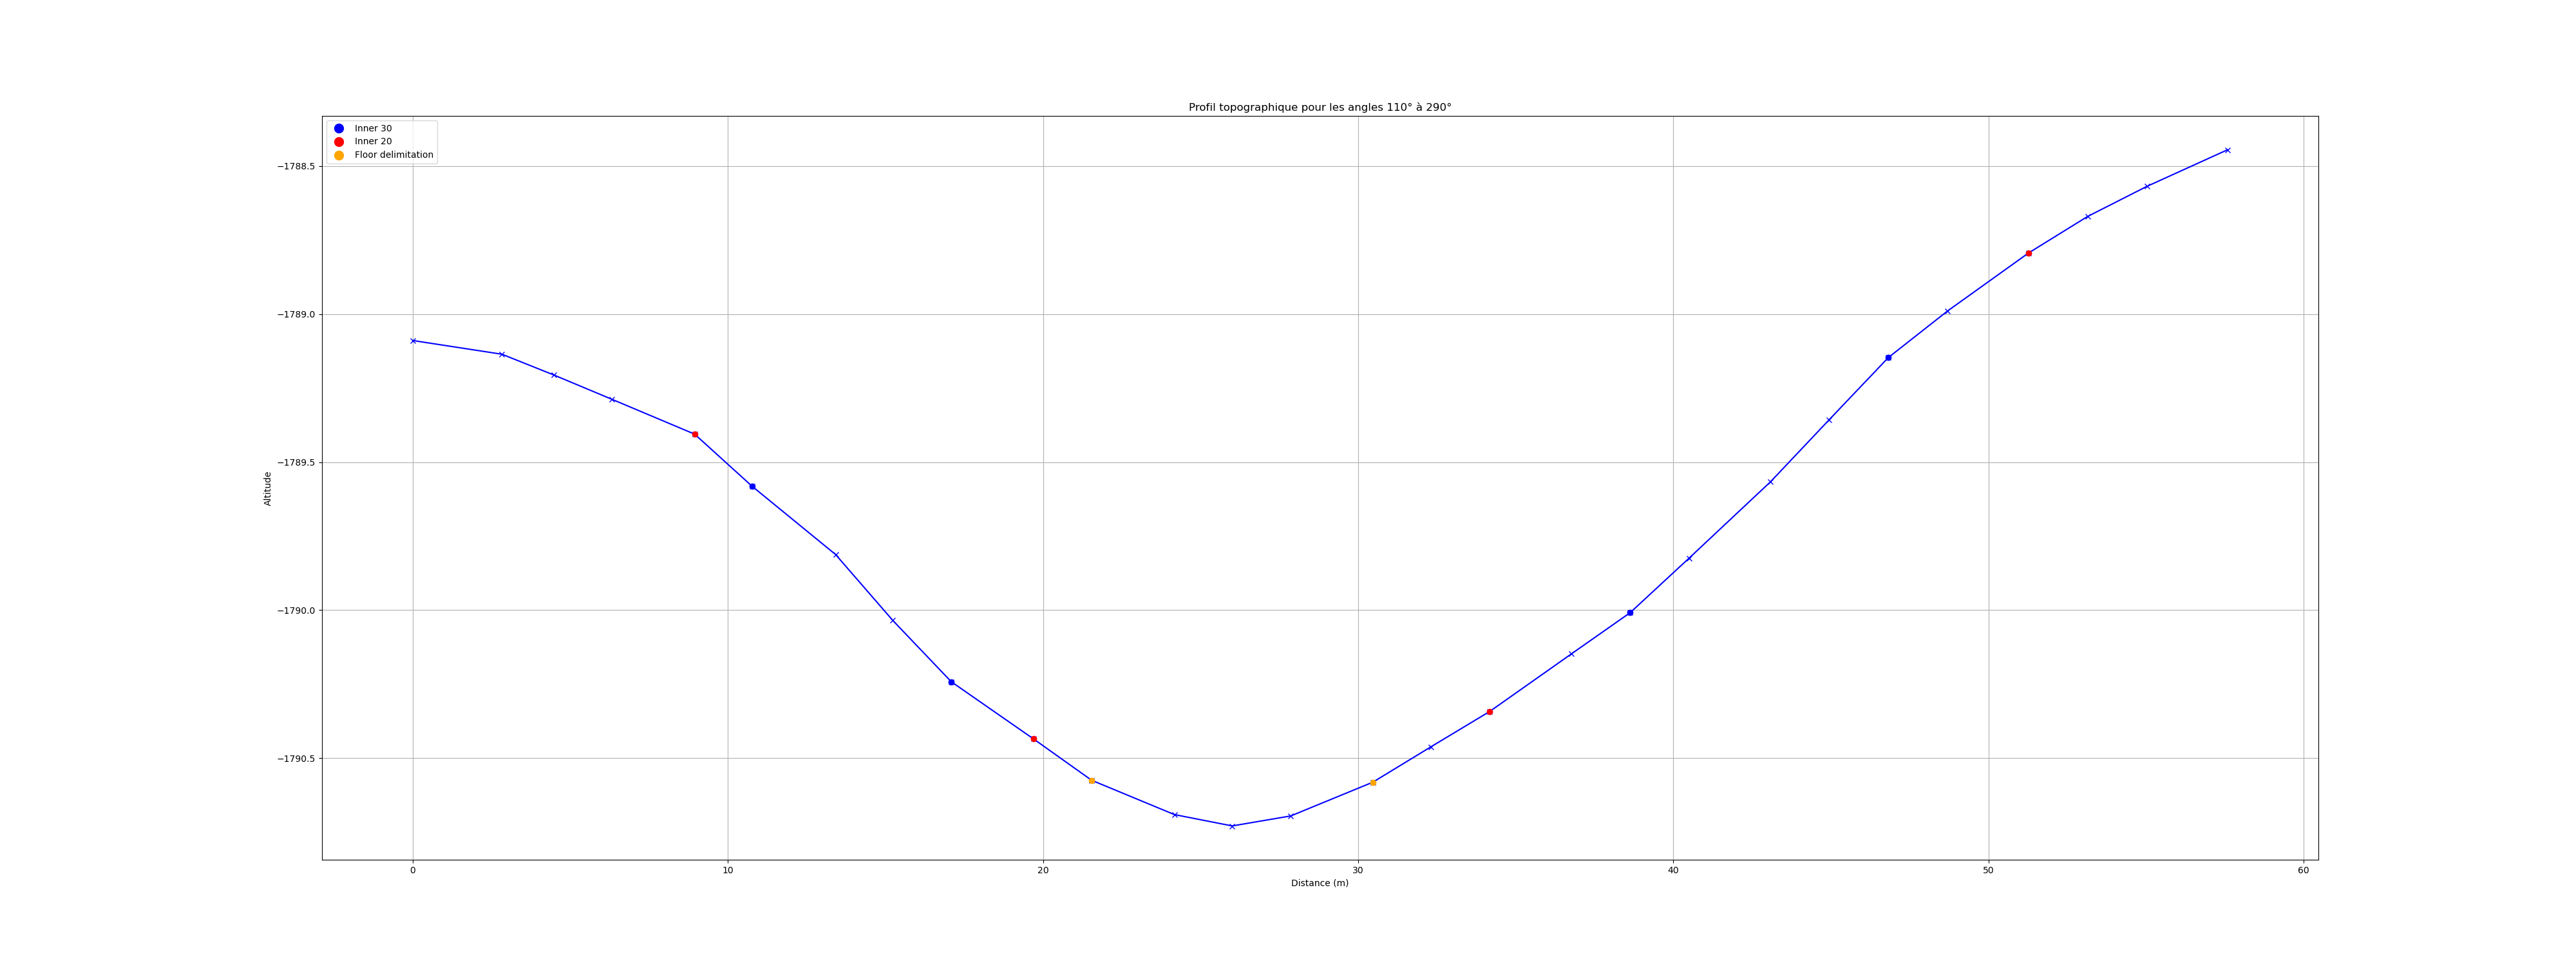 Profil topographique pour les angles 110° à 290°
Inner 30
Inner 20
Floor delimitation
−1788.5
−1789.0
−1789.5
−1790.0
−1790.5
Altitude
0 10 20 30 40 50 60
Distance (m)